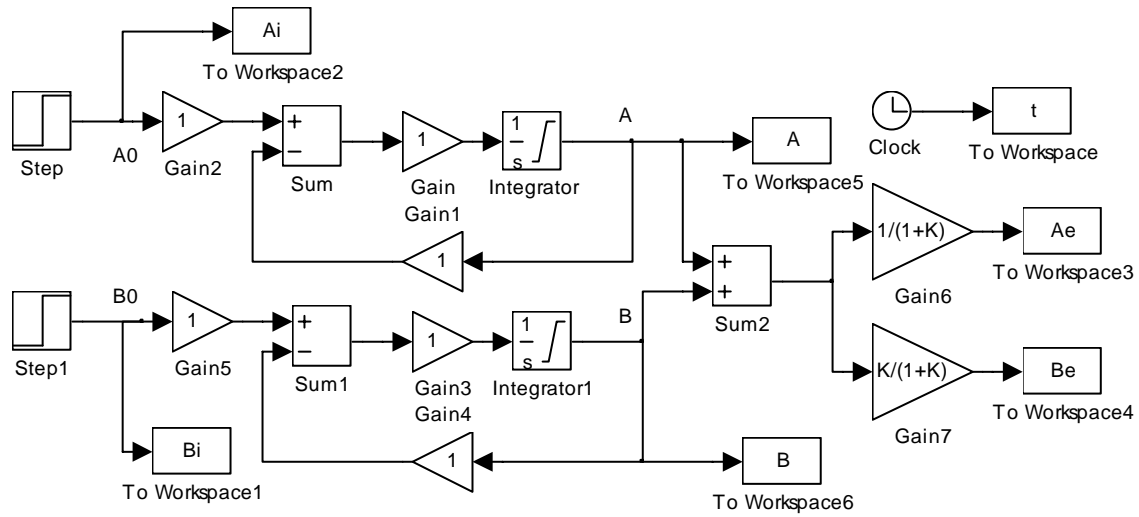 Ai
To Workspace2
Step
A0
1
Gain2
+
−
Sum
1
Gain
Gain1
1
s
Integrator
A
A
To Workspace5
Clock
t
To Workspace
1
+
+
Sum2
1/(1+K)
Gain6
Ae
To Workspace3
Step1
B0
1
Gain5
+
−
Sum1
1
Gain3
Gain4
1
s
Integrator1
B
K/(1+K)
Gain7
Be
To Workspace4
Bi
To Workspace1
1
B
To Workspace6